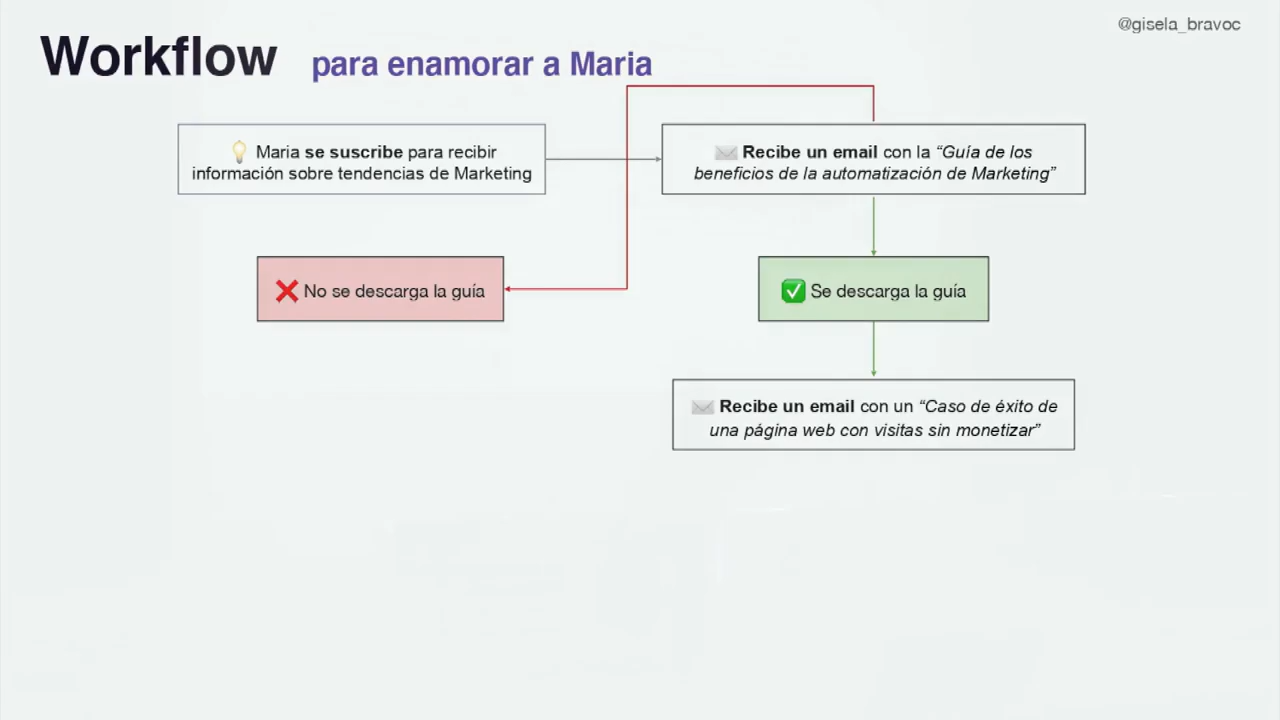 @gisela_bravoc
Workflow para enamorar a Maria
Maria se suscribe para recibir
información sobre tendencias de Marketing
Recibe un email con la “Guía de los
beneficios de la automatización de Marketing”
No se descarga la guía
Se descarga la guía
Recibe un email con un “Caso de éxito de
una página web con visitas sin monetizar”